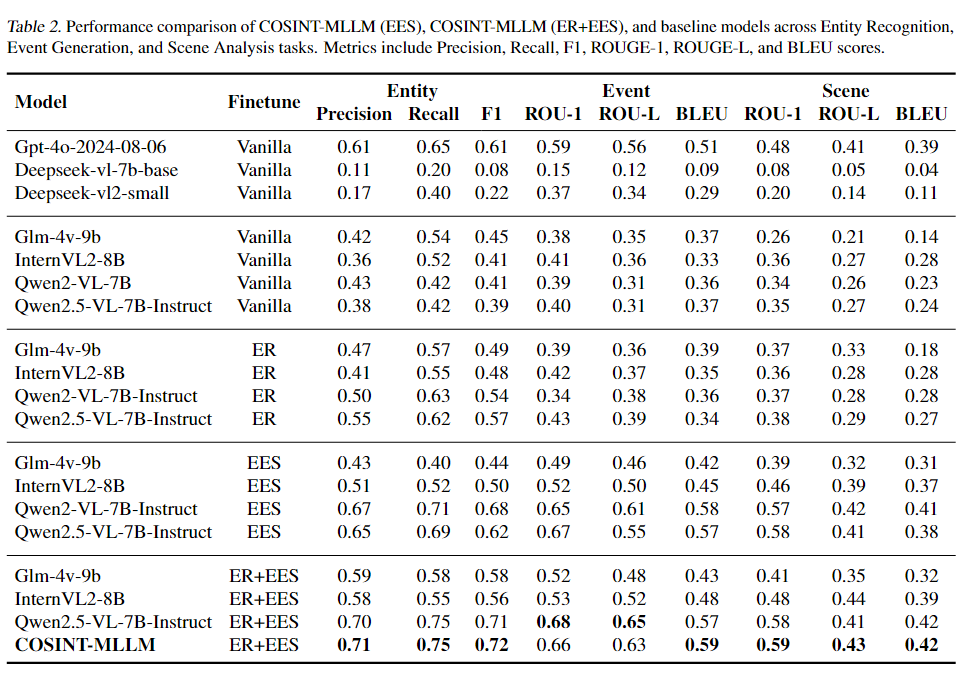 Table 2. Performance comparison of COSINT-MLLM (EES), COSINT-MLLM (ER+EES), and baseline models across Entity Recognition,
Event Generation, and Scene Analysis tasks. Metrics include Precision, Recall, F1, ROUGE-1, ROUGE-L, and BLEU scores.
Model Finetune Entity Event Scene
Precision Recall F1 ROU-1 ROU-L BLEU ROU-1 ROU-L BLEU
Gpt-4o-2024-08-06 Vanilla 0.61 0.65 0.61 0.59 0.56 0.51 0.48 0.41 0.39
Deepseek-vl-7b-base Vanilla 0.11 0.20 0.08 0.15 0.12 0.09 0.08 0.05 0.04
Deepseek-vl2-small Vanilla 0.17 0.40 0.22 0.37 0.34 0.29 0.20 0.14 0.11
Glm-4v-9b Vanilla 0.42 0.54 0.45 0.38 0.35 0.37 0.26 0.21 0.14
InternVL2-8B Vanilla 0.36 0.52 0.41 0.41 0.36 0.33 0.36 0.27 0.28
Qwen2-VL-7B Vanilla 0.43 0.42 0.41 0.39 0.31 0.36 0.34 0.26 0.23
Qwen2.5-VL-7B-Instruct Vanilla 0.38 0.42 0.39 0.40 0.31 0.37 0.35 0.27 0.24
Glm-4v-9b ER 0.47 0.57 0.49 0.39 0.36 0.39 0.37 0.33 0.18
InternVL2-8B ER 0.41 0.55 0.48 0.42 0.37 0.35 0.36 0.28 0.28
Qwen2-VL-7B-Instruct ER 0.50 0.63 0.54 0.34 0.38 0.36 0.37 0.28 0.28
Qwen2.5-VL-7B-Instruct ER 0.55 0.62 0.57 0.43 0.39 0.34 0.38 0.29 0.27
Glm-4v-9b EES 0.43 0.40 0.44 0.49 0.46 0.42 0.39 0.32 0.31
InternVL2-8B EES 0.51 0.52 0.50 0.52 0.50 0.45 0.46 0.39 0.37
Qwen2-VL-7B-Instruct EES 0.67 0.71 0.68 0.65 0.61 0.58 0.57 0.42 0.41
Qwen2.5-VL-7B-Instruct EES 0.65 0.69 0.62 0.67 0.55 0.57 0.58 0.41 0.38
Glm-4v-9b ER+EES 0.59 0.58 0.58 0.52 0.48 0.43 0.41 0.35 0.32
InternVL2-8B ER+EES 0.58 0.55 0.56 0.53 0.52 0.48 0.48 0.44 0.39
Qwen2.5-VL-7B-Instruct ER+EES 0.70 0.75 0.71 0.68 0.65 0.57 0.58 0.41 0.42
COSINT-MLLM ER+EES 0.71 0.75 0.72 0.66 0.63 0.59 0.59 0.43 0.42